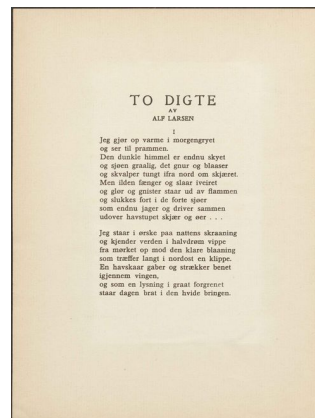 TO DIGTE
AV
ALF LARSEN
I
Jeg gjør op varme i morgengryet
og ser til prammen.
Den dunkle himmel er endnu skyet
og sjøen graalig, det gnur og blaaser
og skvalper tungt ifra nord om skjæret.
Men ilden fænger og slaar iveiret
og glør og gnister staar ud av flammen
og slukkes fort i de forte sjøer
som endnu jager og driver sammen
udover havstupet skjær og øer . . .
Jeg staar i ørske paa nattens skraaning
og kjender verden i halvdrøm vippe
fra mørket op mod den klare blaaning
som træffer langt i nordost en klippe.
En havskaar gaber og strækker benet
igjennem vingen,
og som en lysning i graat forgrenet
staar dagen brat i den hvide bringen.